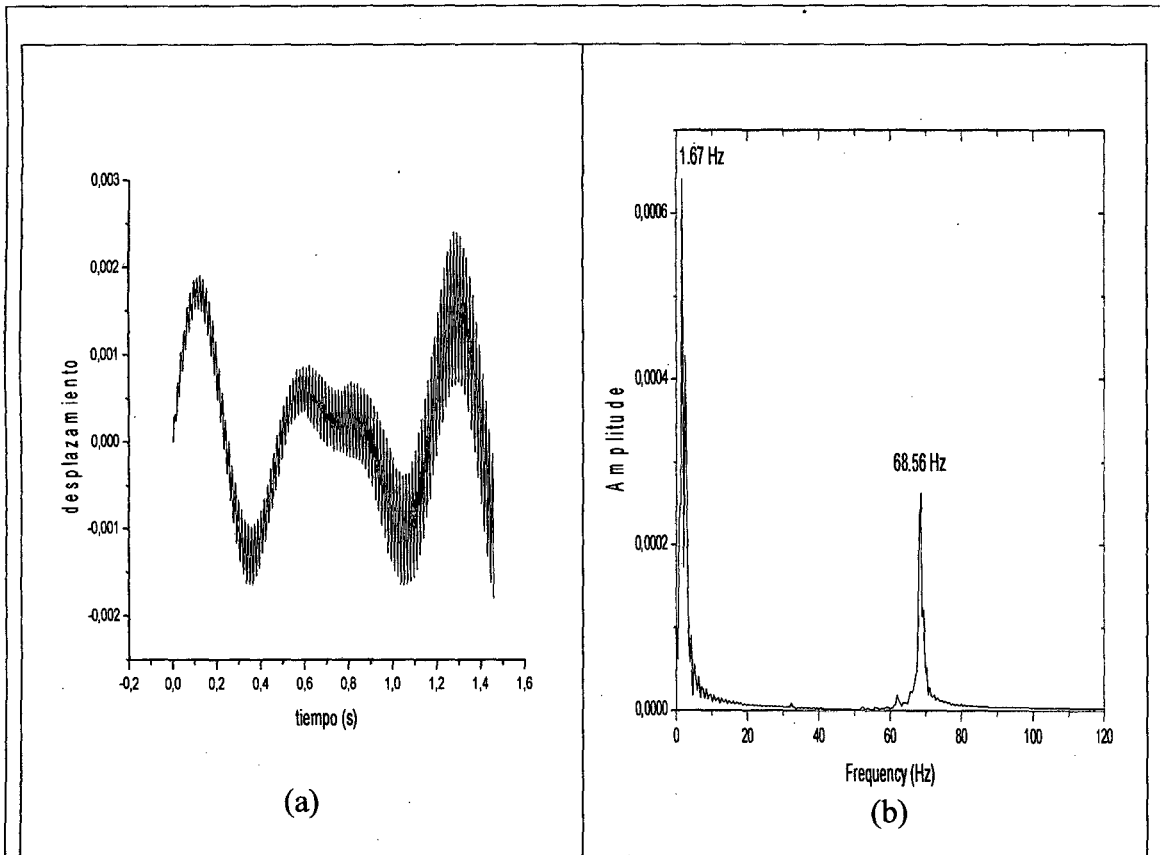 0,003
0,002
0,001
0,000
-0,001
-0,002
desplazamiento
-0,2 0,0 0,2 0,4 0,6 0,8 1,0 1,2 1,4 1,6
tiempo (s)
(a)
1.67 Hz
68.56 Hz
0,0006
0,0004
0,0002
0,0000
Amplitude
0 20 40 60 80 100 120
Frequency (Hz)
(b)